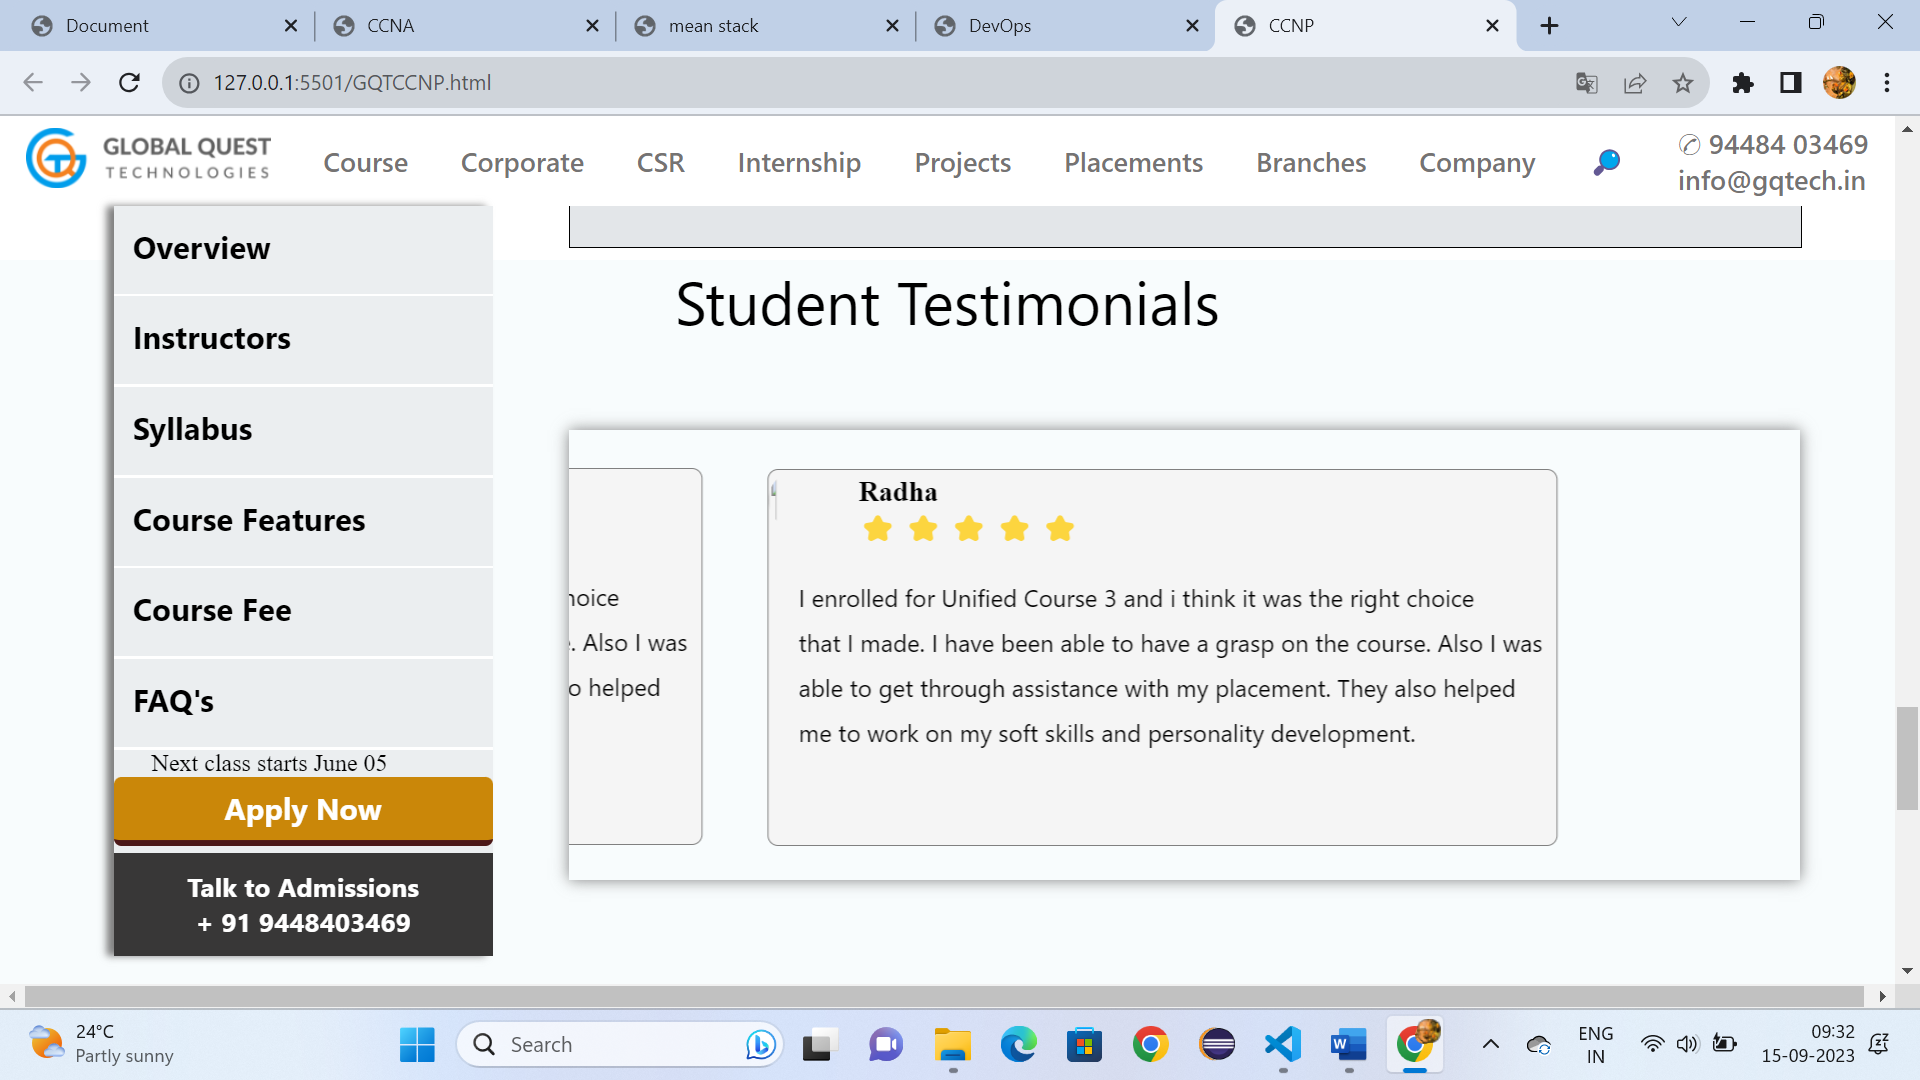 Document
CCNA
mean stack
DevOps
CCNP
127.0.0.1:5501/GQTCCNP.html
GLOBAL QUEST
TECHNOLOGIES
Course
Corporate
CSR
Internship
Projects
Placements
Branches
Company
✆ 94484 03469
info@gqtech.in
Overview
Instructors
Syllabus
Course Features
Course Fee
FAQ's
Next class starts June 05
Apply Now
Talk to Admissions
+ 91 9448403469
Student Testimonials
. Also I was
helped
Radha
I enrolled for Unified Course 3 and i think it was the right choice
that I made. I have been able to have a grasp on the course. Also I was
able to get through assistance with my placement. They also helped
me to work on my soft skills and personality development.
24°C
Partly sunny
Search
ENG
IN
09:32
15-09-2023